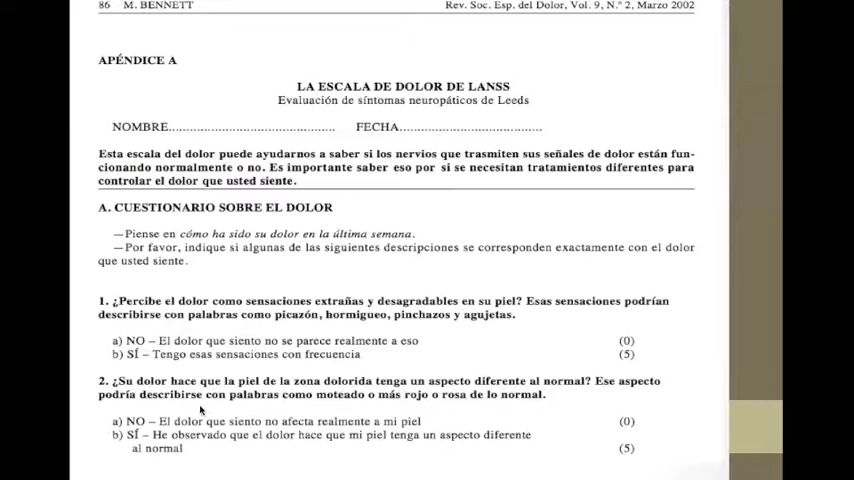 86 M. BENNETT Rev. Soc. Esp. del Dolor, Vol. 9, N.º 2, Marzo 2002
APÉNDICE A
LA ESCALA DE DOLOR DE LANSS
Evaluación de síntomas neuropáticos de Leeds
NOMBRE................................................ FECHA.........................................
Esta escala del dolor puede ayudarnos a saber si los nervios que trasmiten sus señales de dolor están fun-
cionando normalmente o no. Es importante saber eso por si se necesitan tratamientos diferentes para
controlar el dolor que usted siente.
A. CUESTIONARIO SOBRE EL DOLOR
—Piense en cómo ha sido su dolor en la última semana.
—Por favor, indique si algunas de las siguientes descripciones se corresponden exactamente con el dolor
que usted siente.
1. ¿Percibe el dolor como sensaciones extrañas y desagradables en su piel? Esas sensaciones podrían
describirse con palabras como picazón, hormigueo, pinchazos y agujetas.
a) NO – El dolor que siento no se parece realmente a eso (0)
b) SÍ – Tengo esas sensaciones con frecuencia (5)
2. ¿Su dolor hace que la piel de la zona dolorida tenga un aspecto diferente al normal? Ese aspecto
podría describirse con palabras como moteado o más rojo o rosa de lo normal.
a) NO – El dolor que siento no afecta realmente a mi piel (0)
b) SÍ – He observado que el dolor hace que mi piel tenga un aspecto diferente
al normal (5)